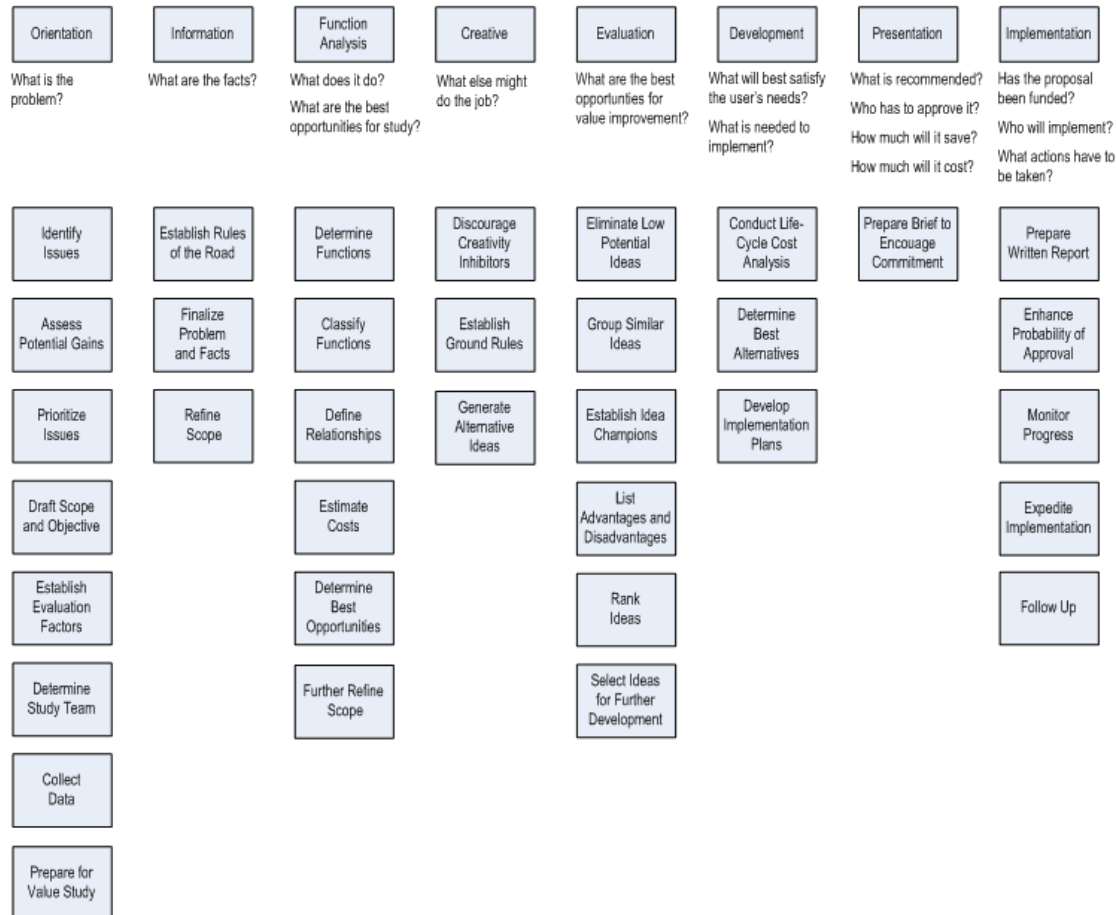 Orientation
Information
Function
Analysis
Creative
Evaluation
Development
Presentation
Implementation
What is the
problem?
What are the facts?
What does it do?
What are the best
opportunities for study?
What else might
do the job?
What are the best
opportunties for
value improvement?
What will best satisfy
the user's needs?
What is needed to
implement?
What is recommended?
Who has to approve it?
How much will it save?
How much will it cost?
Has the proposal
been funded?
Who will implement?
What actions have to
be taken?
Identify
Issues
Establish Rules
of the Road
Determine
Functions
Discourage
Creativity
Inhibitors
Eliminate Low
Potential
Ideas
Conduct Life-
Cycle Cost
Analysis
Prepare Brief to
Encouage
Commitment
Prepare
Written Report
Assess
Potential Gains
Finalize
Problem
and Facts
Classify
Functions
Establish
Ground Rules
Group Similar
Ideas
Determine
Best
Alternatives
Enhance
Probability of
Approval
Prioritize
Issues
Refine
Scope
Define
Relationships
Generate
Alternative
Ideas
Establish Idea
Champions
Develop
Implementation
Plans
Monitor
Progress
Draft Scope
and Objective
Estimate
Costs
List
Advantages and
Disadvantages
Expedite
Implementation
Establish
Evaluation
Factors
Determine
Best
Opportunities
Rank
Ideas
Follow Up
Determine
Study Team
Further Refine
Scope
Select Ideas
for Further
Development
Collect
Data
Prepare for
Value Study